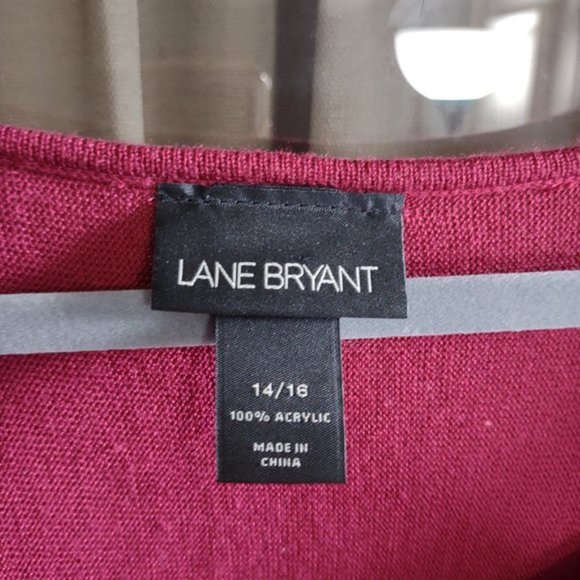 LANE BRYANT
14/16
100% ACRYLIC
MADE IN
CHINA